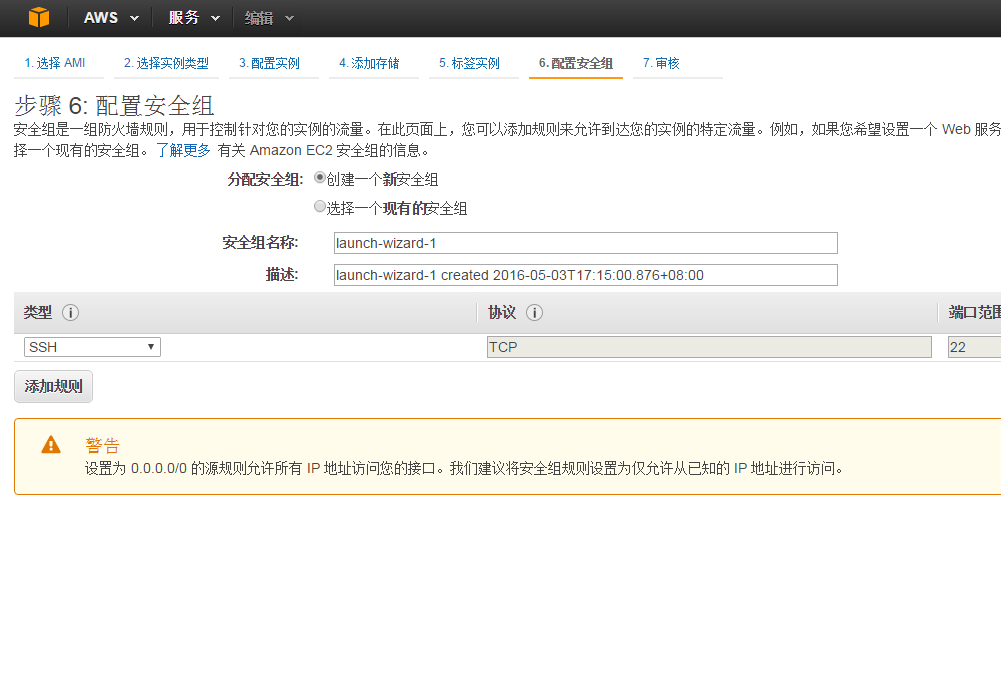 AWS 服务 编辑
1. 选择 AMI 2. 选择实例类型 3. 配置实例 4. 添加存储 5. 标签实例 6. 配置安全组 7. 审核
步骤 6: 配置安全组
安全组是一组防火墙规则，用于控制针对您的实例的流量。在此页面上，您可以添加规则来允许到达您的实例的特定流量。例如，如果您希望设置一个 Web 服务
择一个现有的安全组。了解更多 有关 Amazon EC2 安全组的信息。
分配安全组: 创建一个新安全组
选择一个现有的安全组
安全组名称: launch-wizard-1
描述: launch-wizard-1 created 2016-05-03T17:15:00.876+08:00
类型 i 协议 i 端口范围
SSH TCP 22
添加规则
警告
设置为 0.0.0.0/0 的源规则允许所有 IP 地址访问您的接口。我们建议将安全组规则设置为仅允许从已知的 IP 地址进行访问。